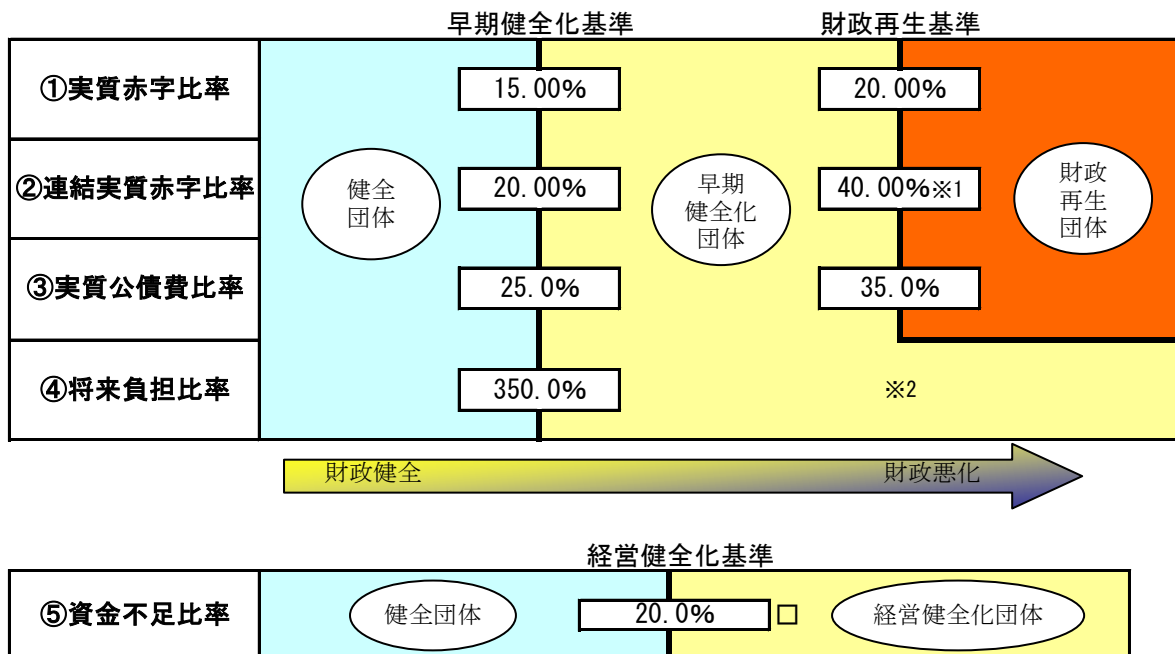 早期健全化基準 財政再生基準
①実質赤字比率 15.00% 20.00%
②連結実質赤字比率 健全団体 20.00% 早期健全化団体 40.00%※1 財政再生団体
③実質公債費比率 25.0% 35.0%
④将来負担比率 350.0% ※2
財政健全 財政悪化
経営健全化基準
⑤資金不足比率 健全団体 20.0% 経営健全化団体